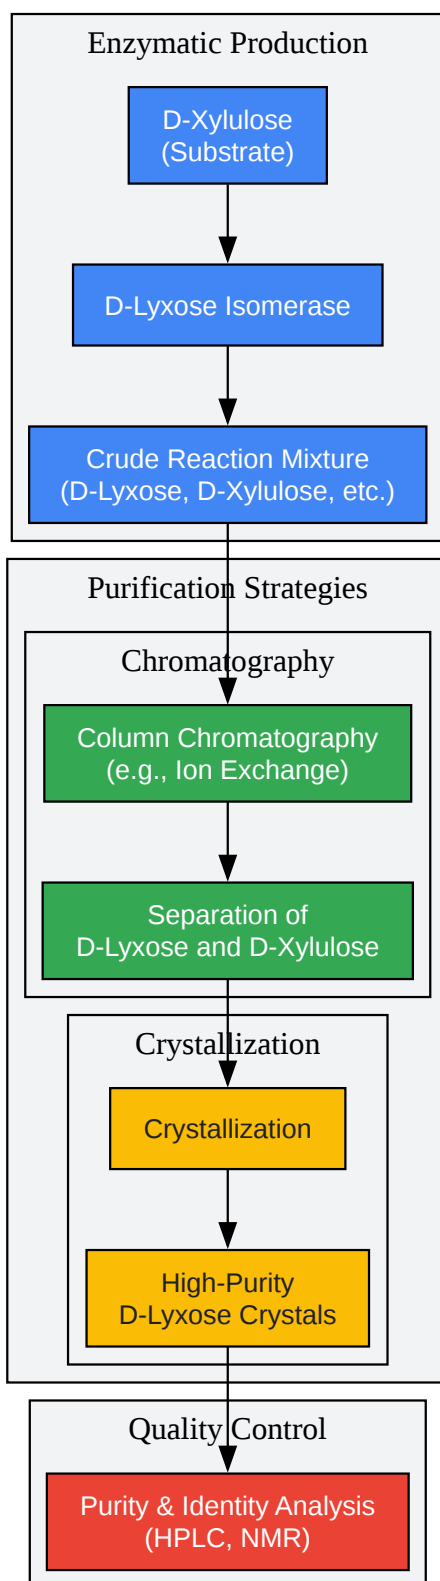 Enzymatic Production
D-Xylulose
(Substrate)
D-Lyxose Isomerase
Crude Reaction Mixture
(D-Lyxose, D-Xylulose, etc.)
Purification Strategies
Chromatography
Column Chromatography
(e.g., Ion Exchange)
Separation of
D-Lyxose and D-Xylulose
Crystallization
Crystallization
High-Purity
D-Lyxose Crystals
Quality Control
Purity & Identity Analysis
(HPLC, NMR)